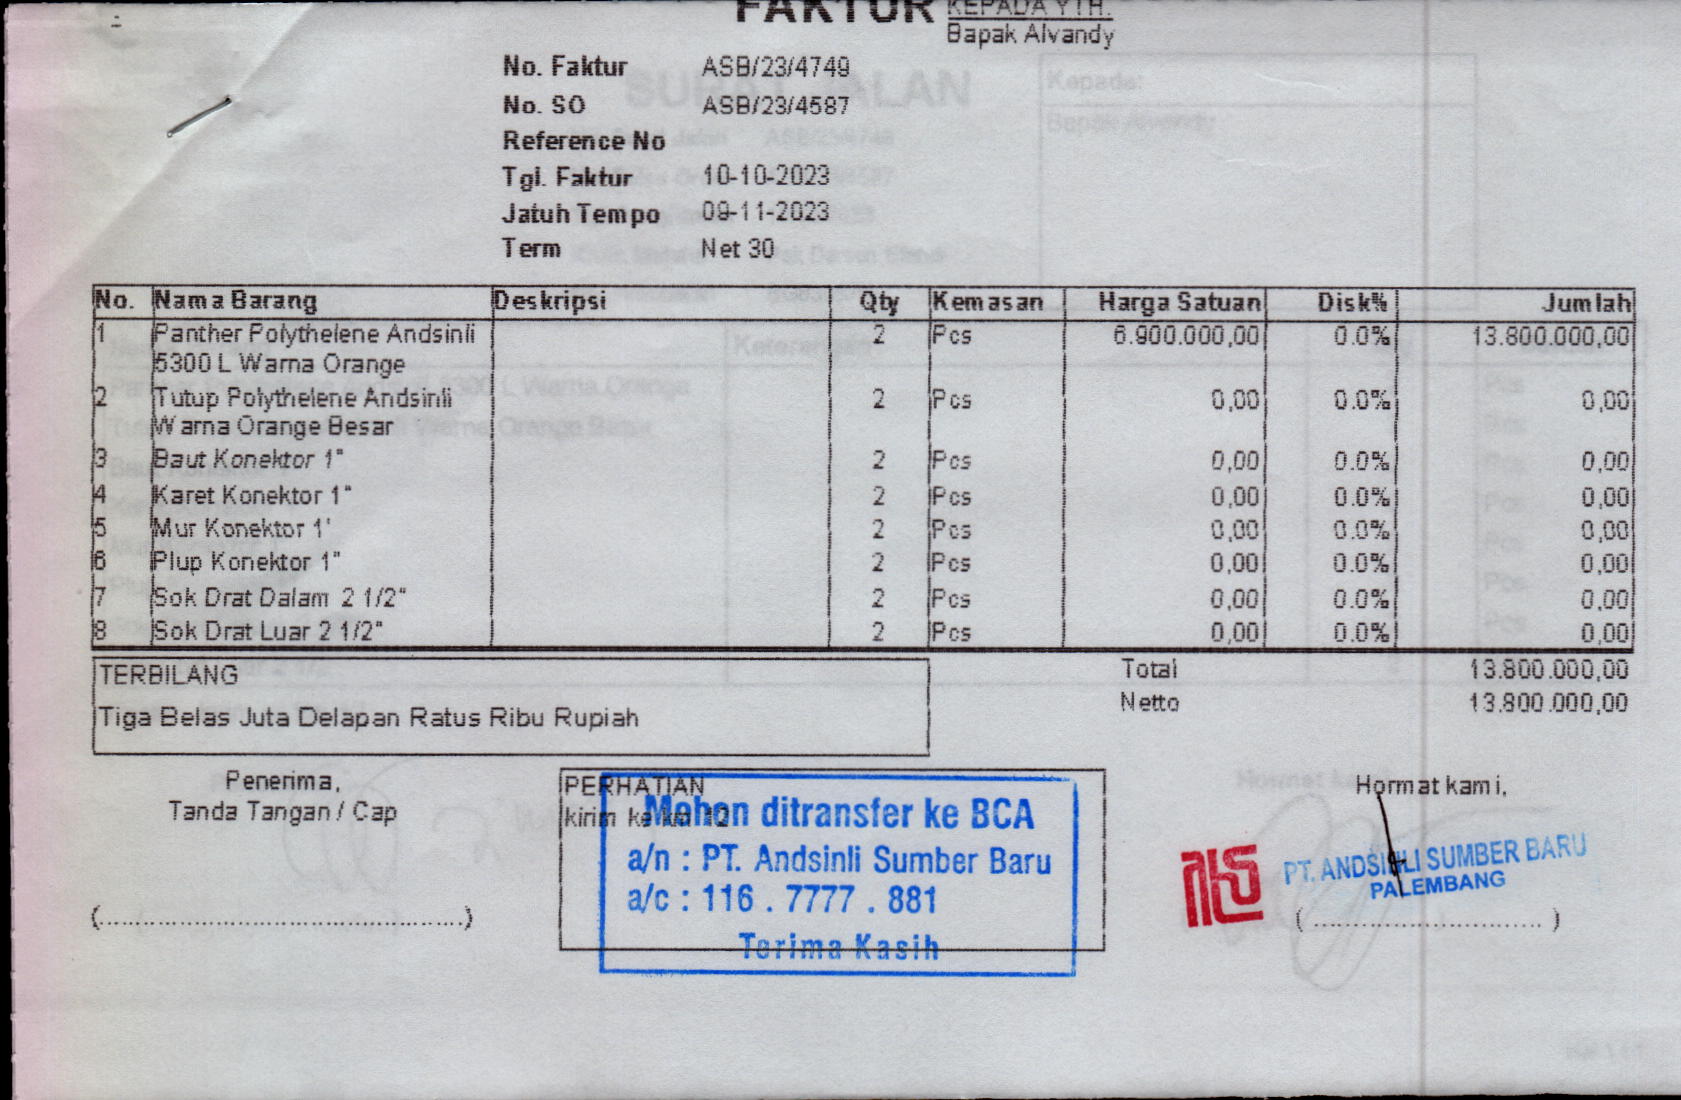 FAKTUR
KEPADA YTH.
Bapak Alvandy
No. Faktur ASB/23/4749
No. SO ASB/23/4587
Reference No
Tgl. Faktur 10-10-2023
Jatuh Tempo 09-11-2023
Term Net 30
No. Nama Barang Deskripsi Qty Kemasan Harga Satuan Disk% Jumlah
1 Panther Polythelene Andsinli 2 Pcs 6.900.000,00 0.0% 13.800.000,00
5300 L Warna Orange
2 Tutup Polythelene Andsinli 2 Pcs 0,00 0.0% 0,00
Warna Orange Besar
3 Baut Konektor 1" 2 Pcs 0,00 0.0% 0,00
4 Karet Konektor 1" 2 Pcs 0,00 0.0% 0,00
5 Mur Konektor 1' 2 Pcs 0,00 0.0% 0,00
6 Plup Konektor 1" 2 Pcs 0,00 0.0% 0,00
7 Sok Drat Dalam 2 1/2" 2 Pcs 0,00 0.0% 0,00
8 Sok Drat Luar 2 1/2" 2 Pcs 0,00 0.0% 0,00
TERBILANG
Tiga Belas Juta Delapan Ratus Ribu Rupiah
Total 13.800.000,00
Netto 13.800.000,00
Penerima,
Tanda Tangan / Cap
(..........................................)
PERHATIAN
kirim ke km 12
Mohon ditransfer ke BCA
a/n : PT. Andsinli Sumber Baru
a/c : 116 . 7777 . 881
Terima Kasih
Hormat kami,
PT. ANDSINLI SUMBER BARU
PALEMBANG
(..........................)